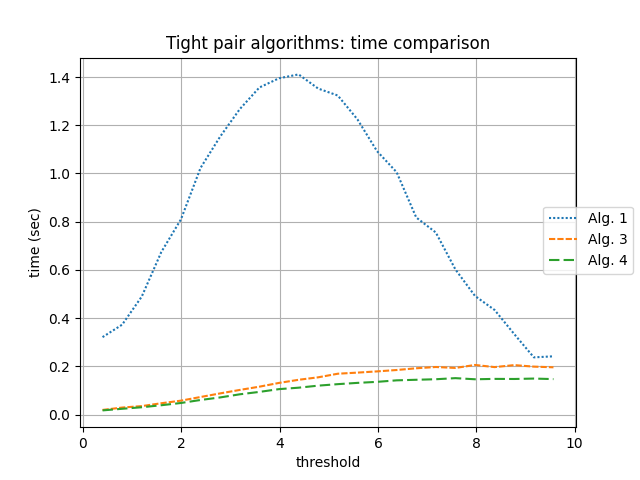 Tight pair algorithms: time comparison
time (sec)
1.4
1.2
1.0
0.8
0.6
0.4
0.2
0.0
0 2 4 6 8 10
threshold
Alg. 1
Alg. 3
Alg. 4